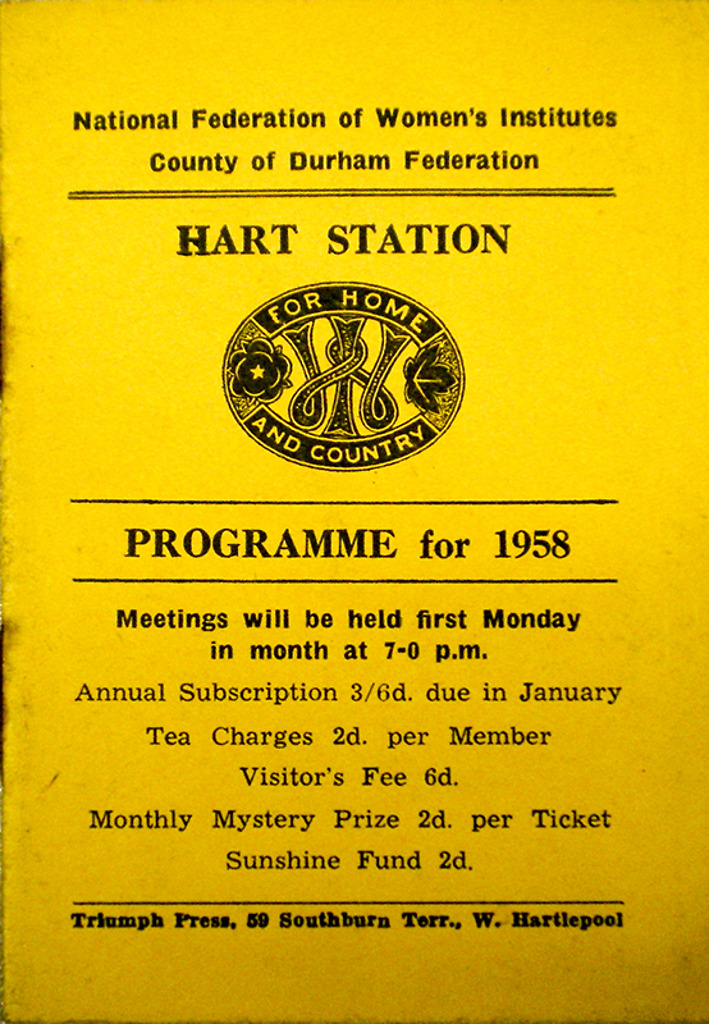 National Federation of Women's Institutes
County of Durham Federation
HART STATION
FOR HOME
WI
AND COUNTRY
PROGRAMME for 1958
Meetings will be held first Monday
in month at 7-0 p.m.
Annual Subscription 3/6d. due in January
Tea Charges 2d. per Member
Visitor's Fee 6d.
Monthly Mystery Prize 2d. per Ticket
Sunshine Fund 2d.
Triumph Press, 59 Southburn Terr., W. Hartlepool